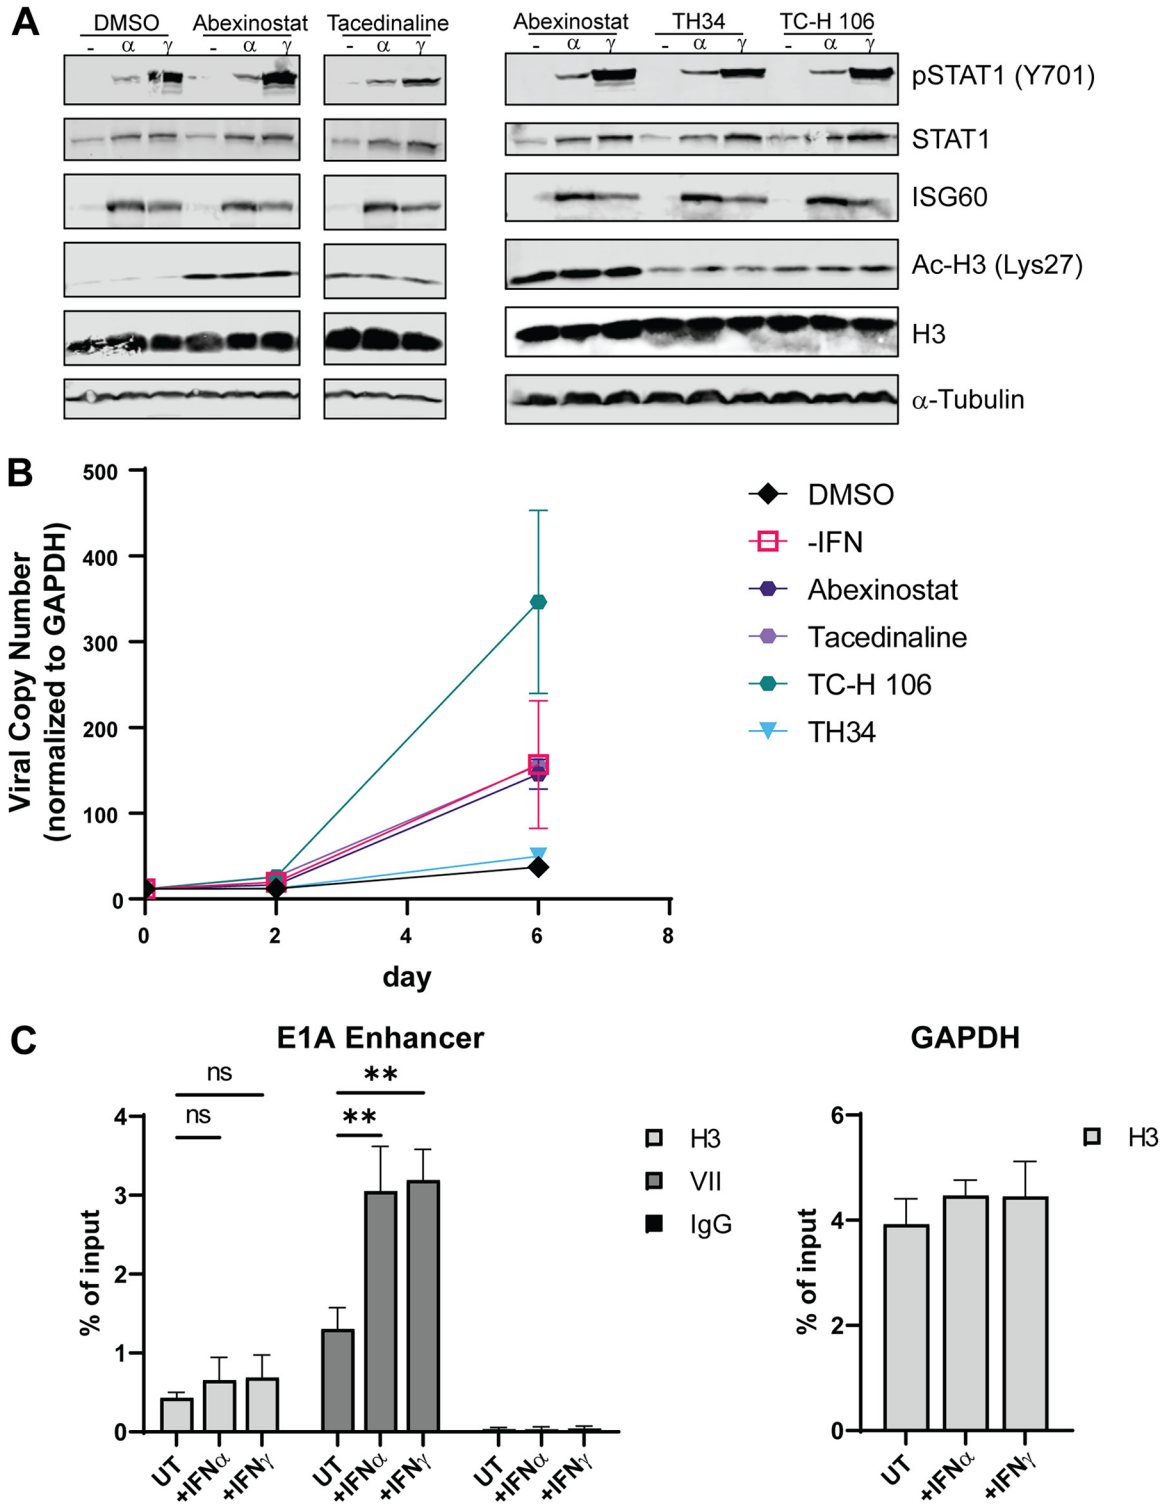 A
DMSO Abexinostat Tacedinaline Abexinostat TH34 TC-H 106
- α γ - α γ - α γ - α γ - α γ - α γ
pSTAT1 (Y701)
STAT1
ISG60
Ac-H3 (Lys27)
H3
α-Tubulin
B
Viral Copy Number
(normalized to GAPDH)
500
400
300
200
100
0
0 2 4 6 8
day
DMSO
-IFN
Abexinostat
Tacedinaline
TC-H 106
TH34
C
E1A Enhancer
ns
ns
**
**
% of input
4
3
2
1
0
UT +IFNα +IFNγ UT +IFNα +IFNγ UT +IFNα +IFNγ
H3
VII
IgG
GAPDH
% of input
6
4
2
0
UT +IFNα +IFNγ
H3